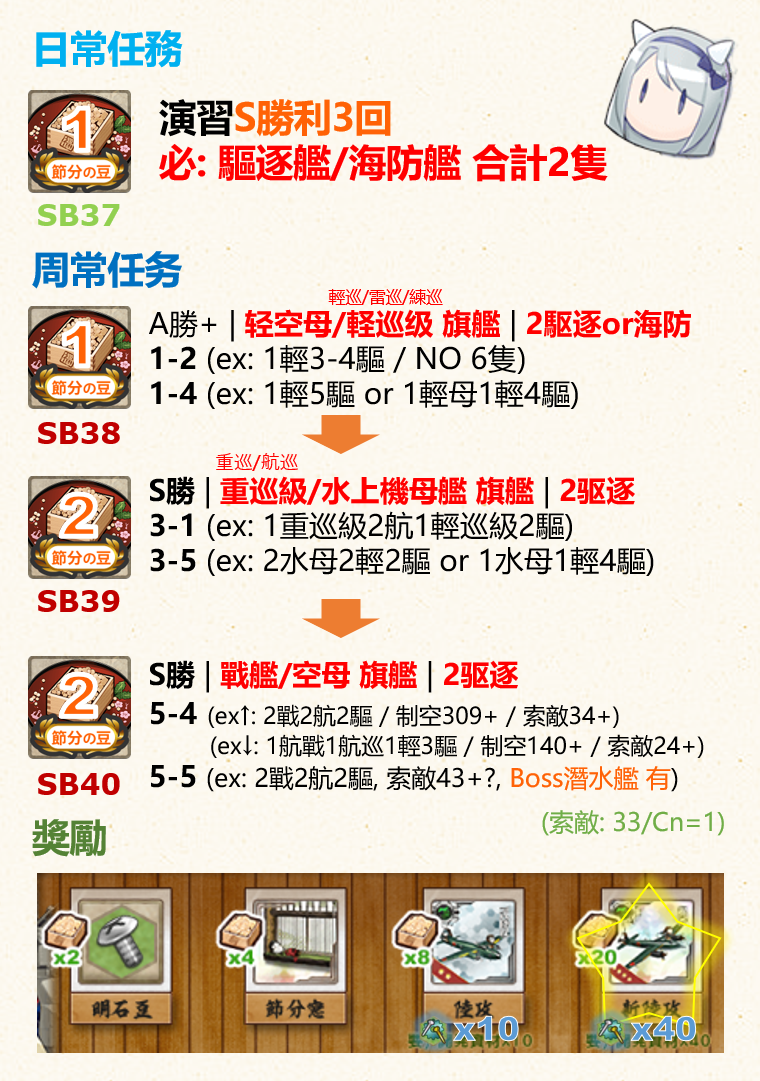 日常任務
1
節分の豆
SB37
演習S勝利3回
必: 驅逐艦/海防艦 合計2隻
周常任务
1
節分の豆
SB38
輕巡/雷巡/練巡
A勝+ | 轻空母/軽巡级 旗艦 | 2駆逐or海防
1-2 (ex: 1輕3-4驅 / NO 6隻)
1-4 (ex: 1輕5驅 or 1輕母1輕4驅)
2
節分の豆
SB39
重巡/航巡
S勝 | 重巡級/水上機母艦 旗艦 | 2驱逐
3-1 (ex: 1重巡級2航1輕巡級2驅)
3-5 (ex: 2水母2輕2驅 or 1水母1輕4驅)
2
節分の豆
SB40
S勝 | 戰艦/空母 旗艦 | 2驱逐
5-4 (ex↑: 2戰2航2驅 / 制空309+ / 索敵34+)
(ex↓: 1航戰1航巡1輕3驅 / 制空140+ / 索敵24+)
5-5 (ex: 2戰2航2驅, 索敵43+?, Boss潛水艦 有)
(索敵: 33/Cn=1)
獎勵
x2
明石豆
x4
節分窓
x8
陸攻
x10
x20
新陸攻
x40